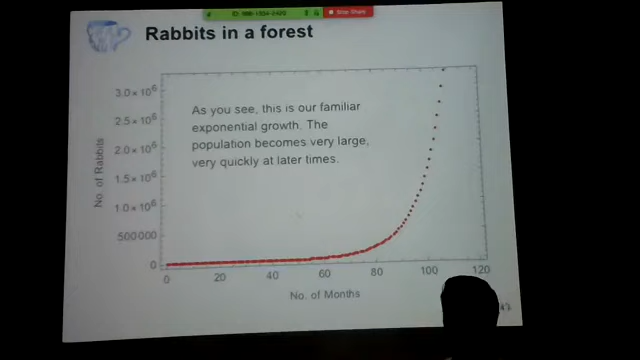 Stop Share
Rabbits in a forest
As you see, this is our familiar
exponential growth. The
population becomes very large,
very quickly at later times.
3.0×10⁶
2.5×10⁶
2.0×10⁶
1.5×10⁶
1.0×10⁶
500000
0
No. of Rabbits
0 20 40 60 80 100 120
No. of Months